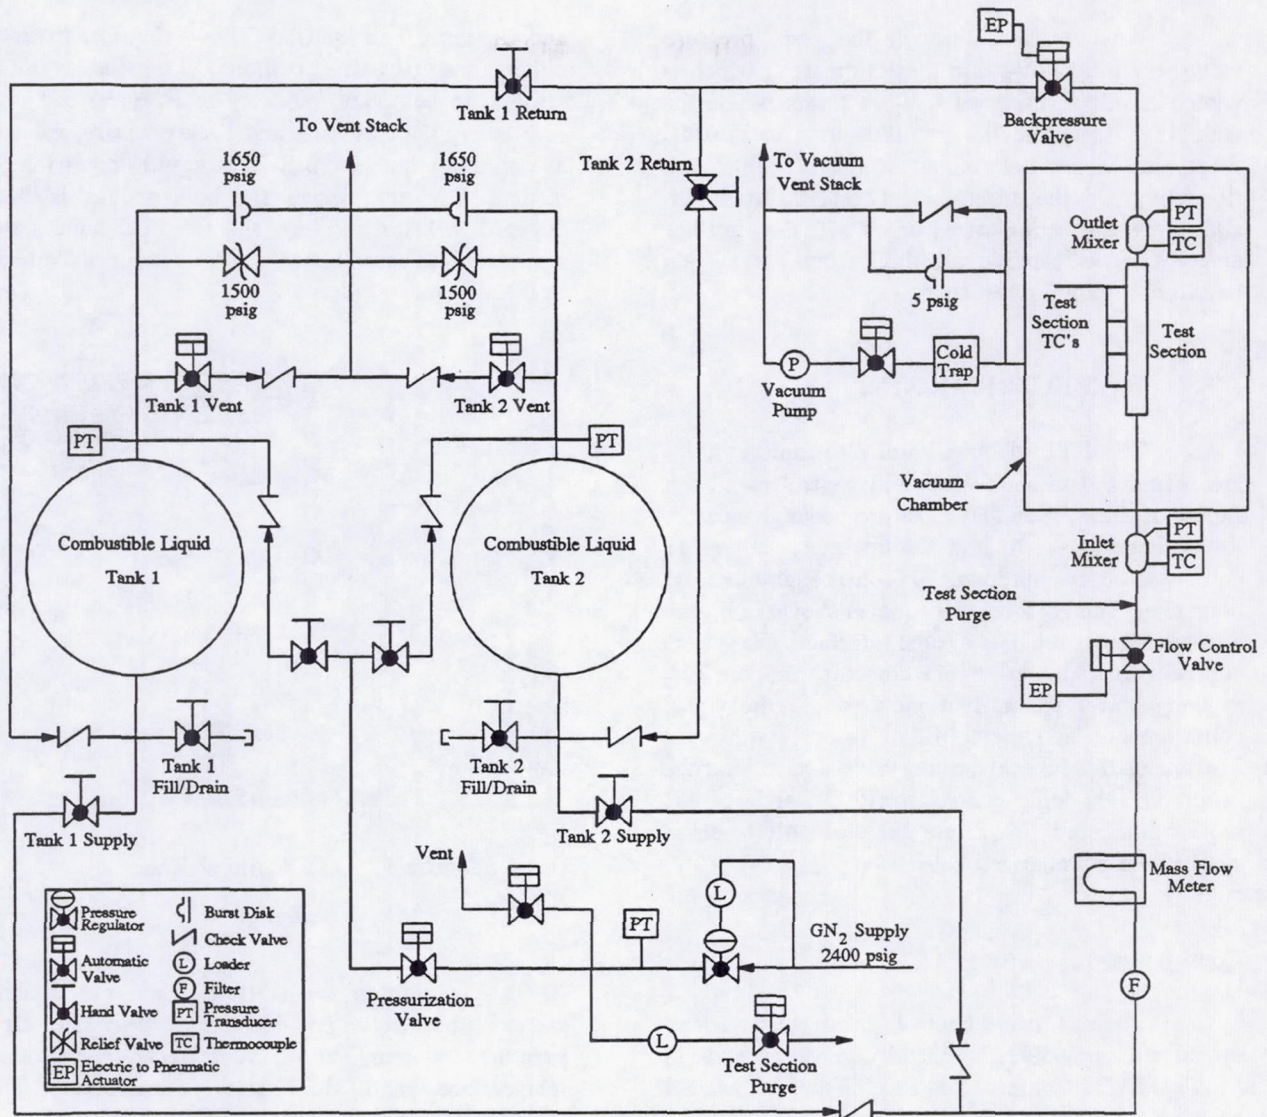 EP
Tank 1 Return
Backpressure
Valve
To Vent Stack
1650
psig
1650
psig
Tank 2 Return
To Vacuum
Vent Stack
Outlet
Mixer
PT
TC
1500
psig
1500
psig
5 psig
Test
Section
TC's
Test
Section
Cold
Trap
P
Vacuum
Pump
Tank 1 Vent
Tank 2 Vent
PT
PT
Vacuum
Chamber
Combustible Liquid
Tank 1
Combustible Liquid
Tank 2
Inlet
Mixer
PT
TC
Test Section
Purge
Flow Control
Valve
EP
Tank 1
Fill/Drain
Tank 2
Fill/Drain
Tank 1 Supply
Tank 2 Supply
Vent
Mass Flow
Meter
L
PT
GN2 Supply
2400 psig
F
Pressurization
Valve
L
Test Section
Purge
Pressure
Regulator
Automatic
Valve
Hand Valve
Relief Valve
EP Electric to Pneumatic
Actuator
Burst Disk
Check Valve
L Loader
F Filter
PT Pressure
Transducer
TC Thermocouple